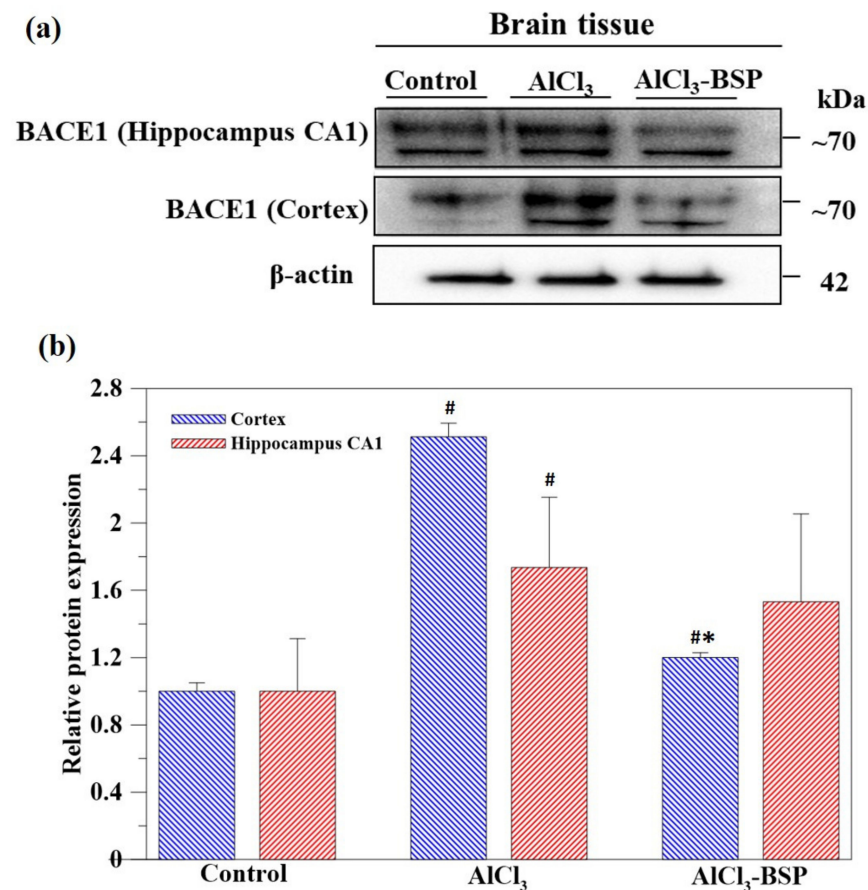 (a)
Brain tissue
Control AlCl₃ AlCl₃-BSP
kDa
BACE1 (Hippocampus CA1) ~70
BACE1 (Cortex) ~70
β-actin 42
(b)
2.8
Cortex
Hippocampus CA1
#
2.4
#
2
1.6
#*
1.2
0.8
0.4
0
Relative protein expression
Control AlCl₃ AlCl₃-BSP